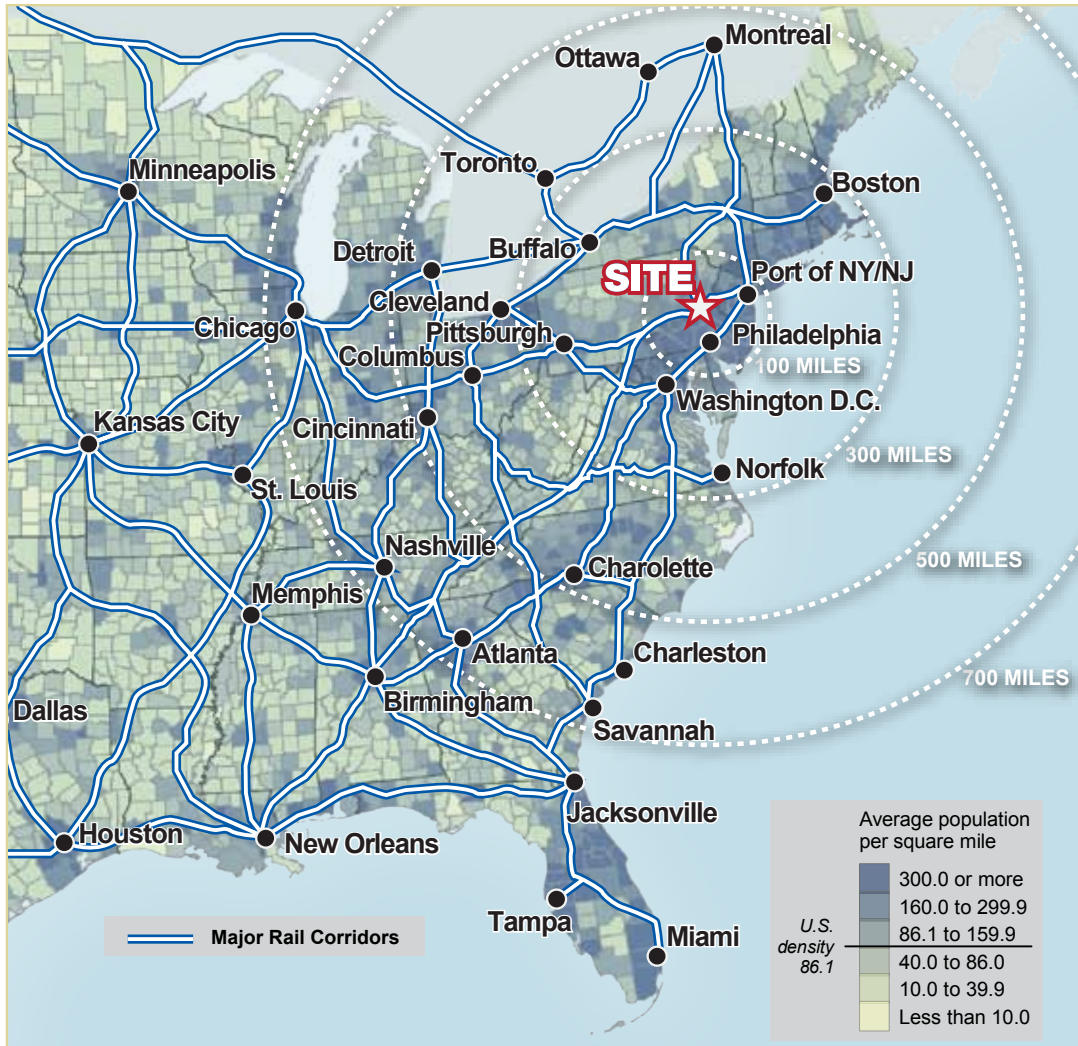 Montreal
Ottawa
Toronto
Minneapolis
Boston
Buffalo
Detroit
SITE
Port of NY/NJ
Cleveland
Chicago
Pittsburgh
Philadelphia
Columbus
100 MILES
Washington D.C.
Kansas City
Cincinnati
300 MILES
Norfolk
St. Louis
Nashville
500 MILES
Charolette
Memphis
Atlanta
Charleston
700 MILES
Birmingham
Dallas
Savannah
Jacksonville
Houston
New Orleans
Tampa
Miami
Major Rail Corridors
Average population
per square mile
300.0 or more
160.0 to 299.9
86.1 to 159.9
U.S.
density
86.1
40.0 to 86.0
10.0 to 39.9
Less than 10.0